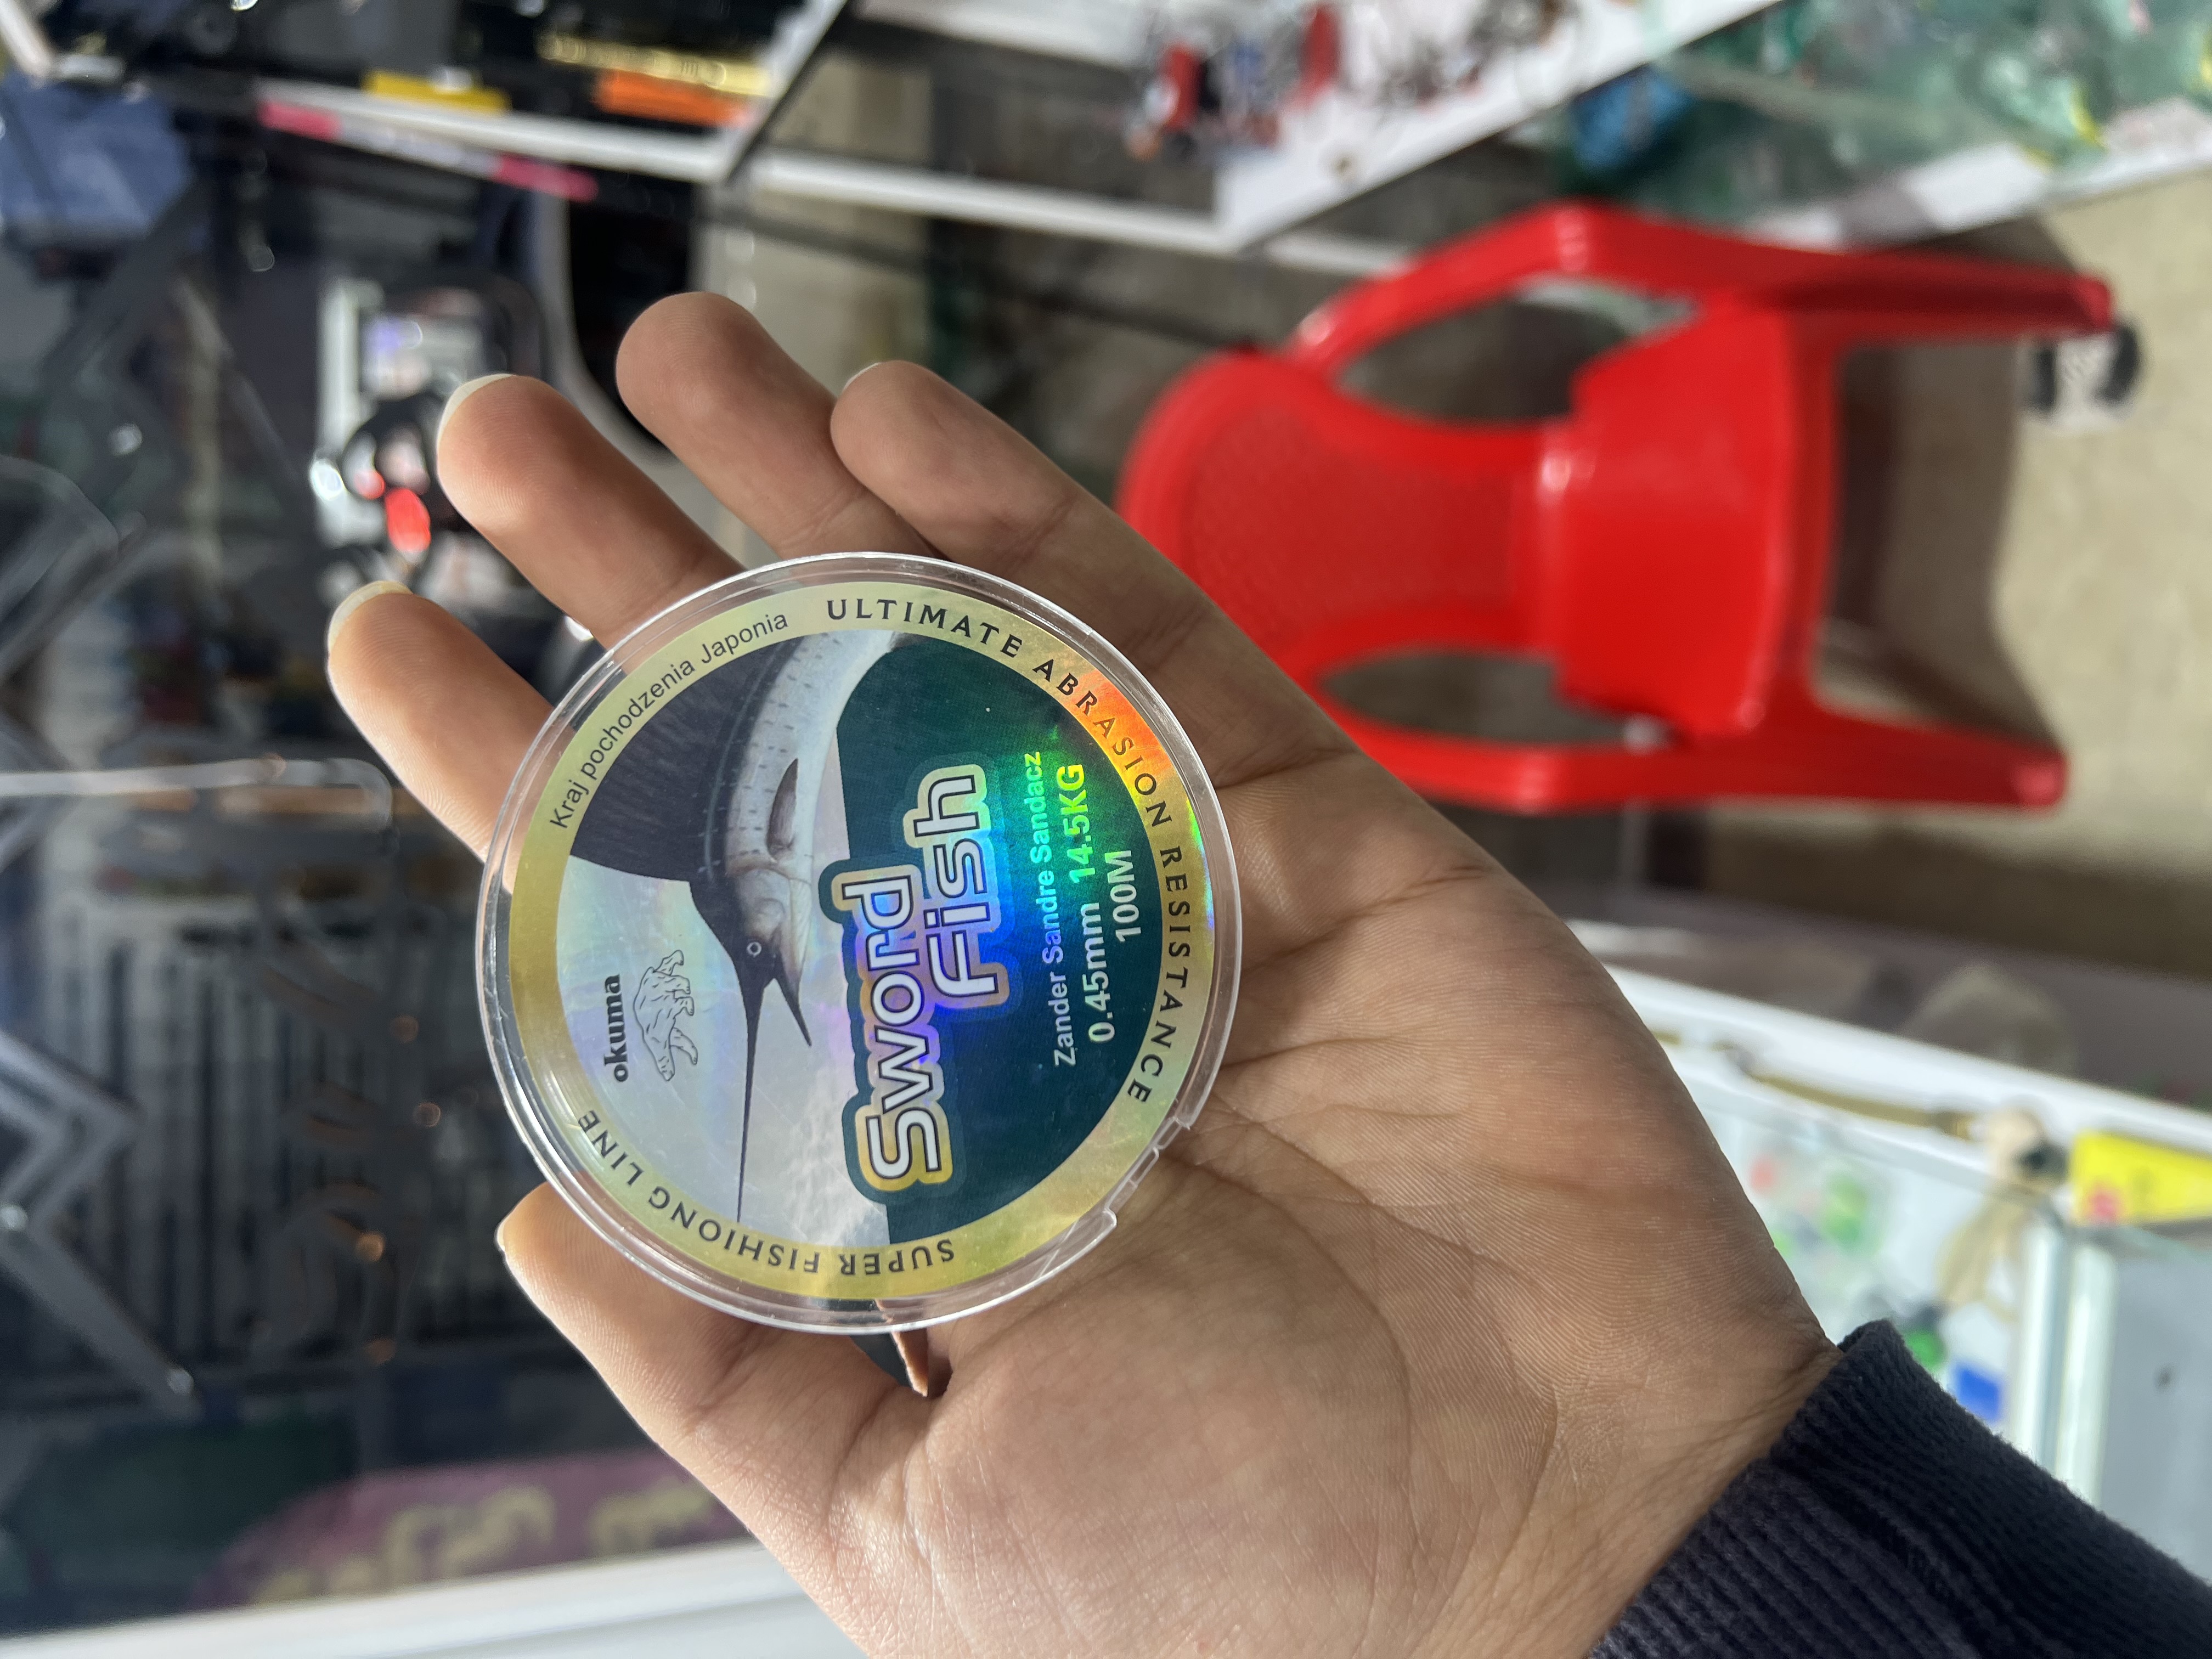 Kraj pochodzenia Japonia
okuma
Sword
Fish
Zander Sandre Sandacz
0.45mm 14.5KG
100M
SUPER FISHIONG LINE
ULTIMATE ABRASION RESISTANCE